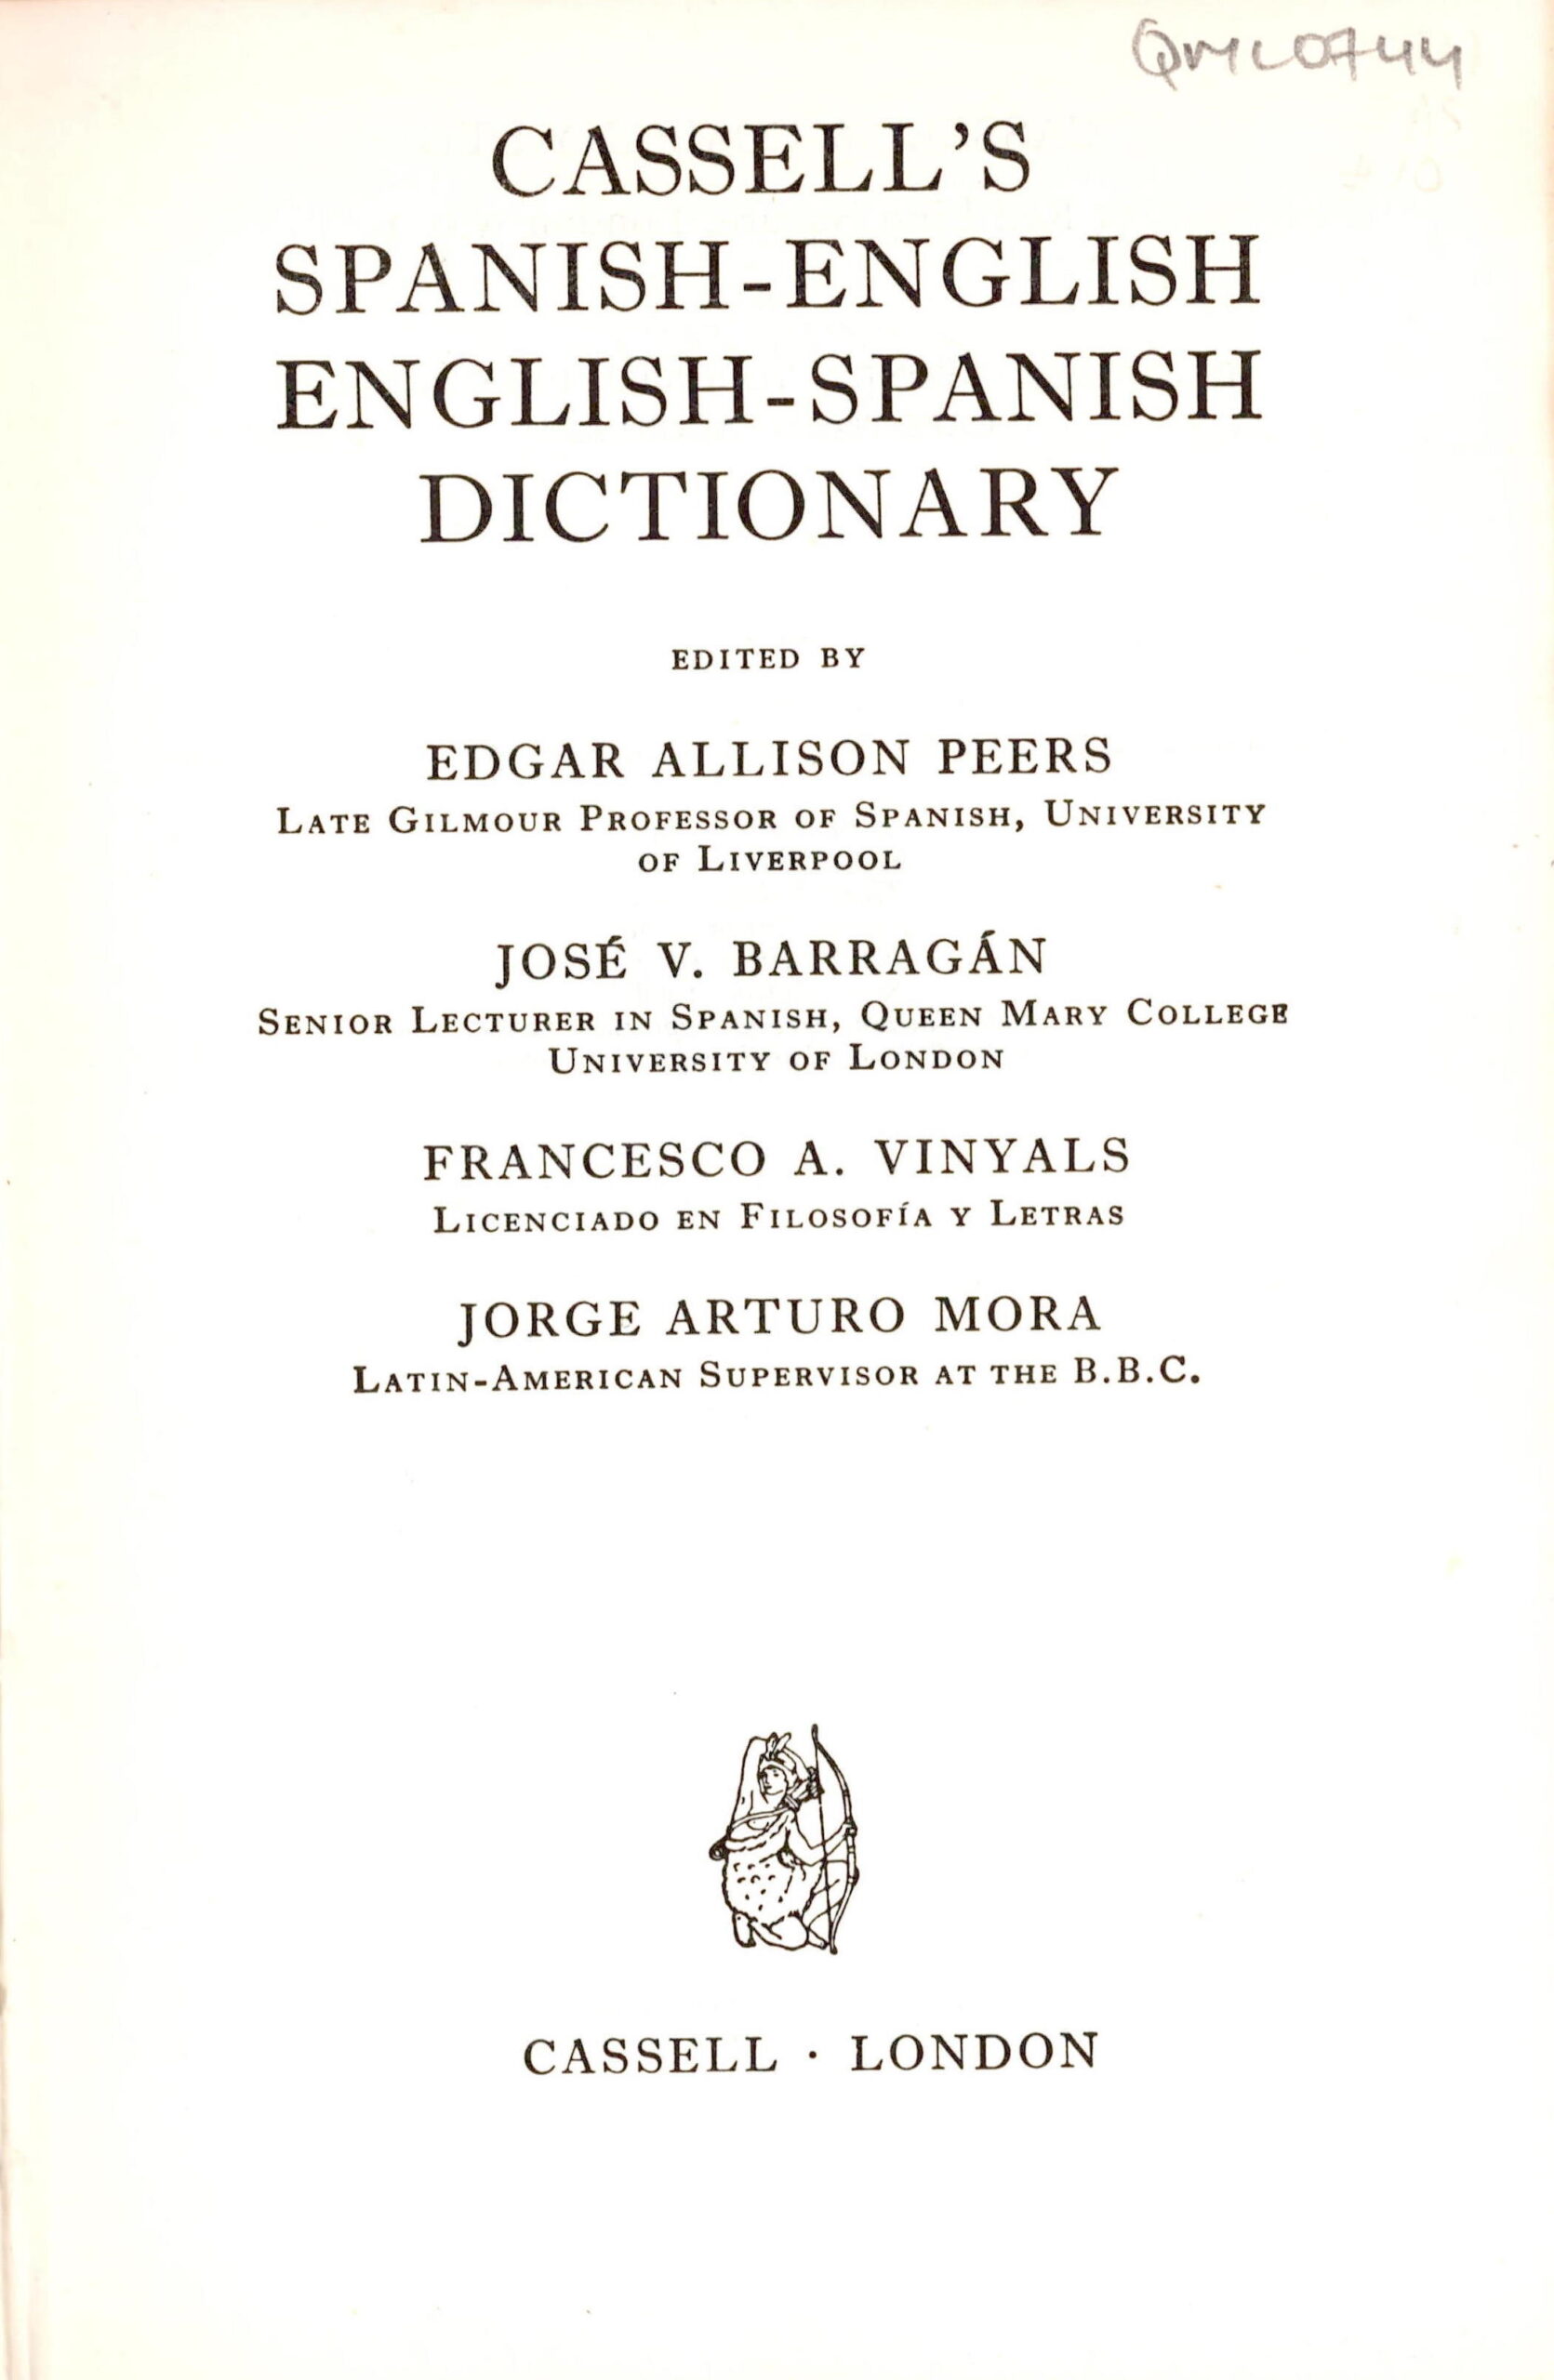 CASSELL'S
SPANISH-ENGLISH
ENGLISH-SPANISH
DICTIONARY
EDITED BY
EDGAR ALLISON PEERS
LATE GILMOUR PROFESSOR OF SPANISH, UNIVERSITY
OF LIVERPOOL
JOSÉ V. BARRAGÁN
SENIOR LECTURER IN SPANISH, QUEEN MARY COLLEGE
UNIVERSITY OF LONDON
FRANCESCO A. VINYALS
LICENCIADO EN FILOSOFÍA Y LETRAS
JORGE ARTURO MORA
LATIN-AMERICAN SUPERVISOR AT THE B.B.C.
CASSELL · LONDON